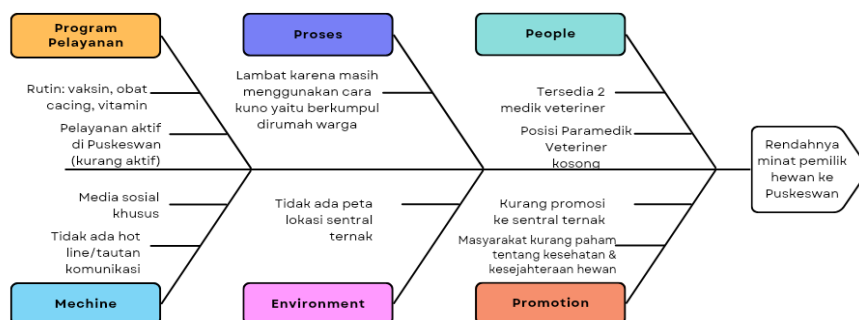 Program
Pelayanan
Proses
People
Rutin: vaksin, obat
cacing, vitamin
Pelayanan aktif
di Puskeswan
(kurang aktif)
Lambat karena masih
menggunakan cara
kuno yaitu berkumpul
dirumah warga
Tersedia 2
medik veteriner
Posisi Paramedik
Veteriner
kosong
Rendahnya
minat pemilik
hewan ke
Puskeswan
Media sosial
khusus
Tidak ada hot
line/tautan
komunikasi
Tidak ada peta
lokasi sentral
ternak
Kurang promosi
ke sentral ternak
Masyarakat kurang paham
tentang kesehatan &
kesejahteraan hewan
Mechine
Environment
Promotion